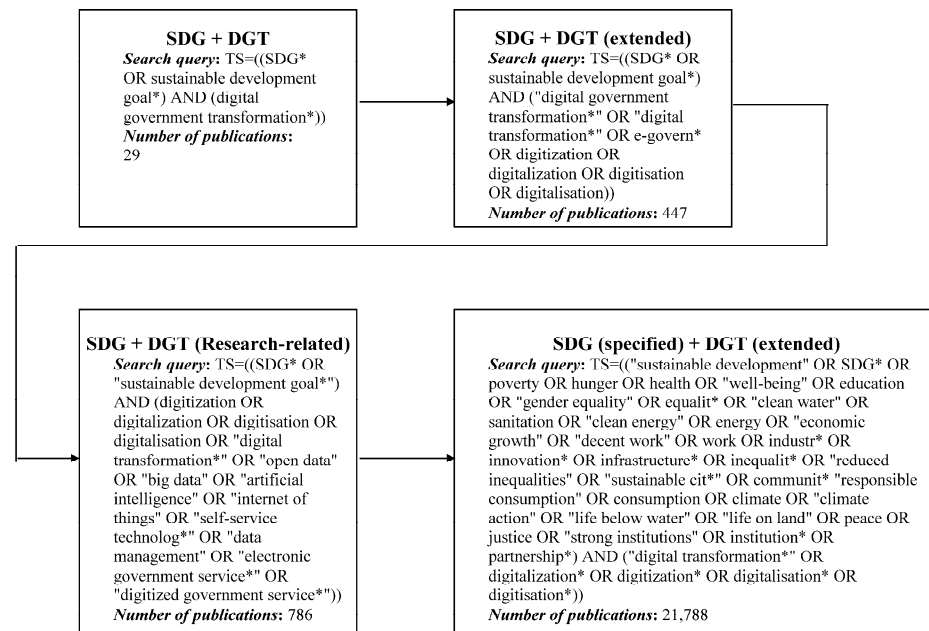 SDG + DGT
Search query: TS=((SDG*
OR sustainable development
goal*) AND (digital
government transformation*))
Number of publications:
29
SDG + DGT (extended)
Search query: TS=((SDG* OR
sustainable development goal*)
AND ("digital government
transformation*" OR "digital
transformation*" OR e-govern*
OR digitization OR
digitalization OR digitisation
OR digitalisation))
Number of publications: 447
SDG + DGT (Research-related)
Search query: TS=((SDG* OR
"sustainable development goal*")
AND (digitization OR
digitalization OR digitisation OR
digitalisation OR "digital
transformation*" OR "open data"
OR "big data" OR "artificial
intelligence" OR "internet of
things" OR "self-service
technolog*" OR "data
management" OR "electronic
government service*" OR
"digitized government service*"))
Number of publications: 786
SDG (specified) + DGT (extended)
Search query: TS=(("sustainable development" OR SDG* OR
poverty OR hunger OR health OR "well-being" OR education
OR "gender equality" OR equalit* OR "clean water" OR
sanitation OR "clean energy" OR energy OR "economic
growth" OR "decent work" OR work OR industr* OR
innovation* OR infrastructure* OR inequalit* OR "reduced
inequalities" OR "sustainable cit*" OR communit* "responsible
consumption" OR consumption OR climate OR "climate
action" OR "life below water" OR "life on land" OR peace OR
justice OR "strong institutions" OR institution* OR
partnership*) AND ("digital transformation*" OR
digitalization* OR digitization* OR digitalisation* OR
digitisation*))
Number of publications: 21,788